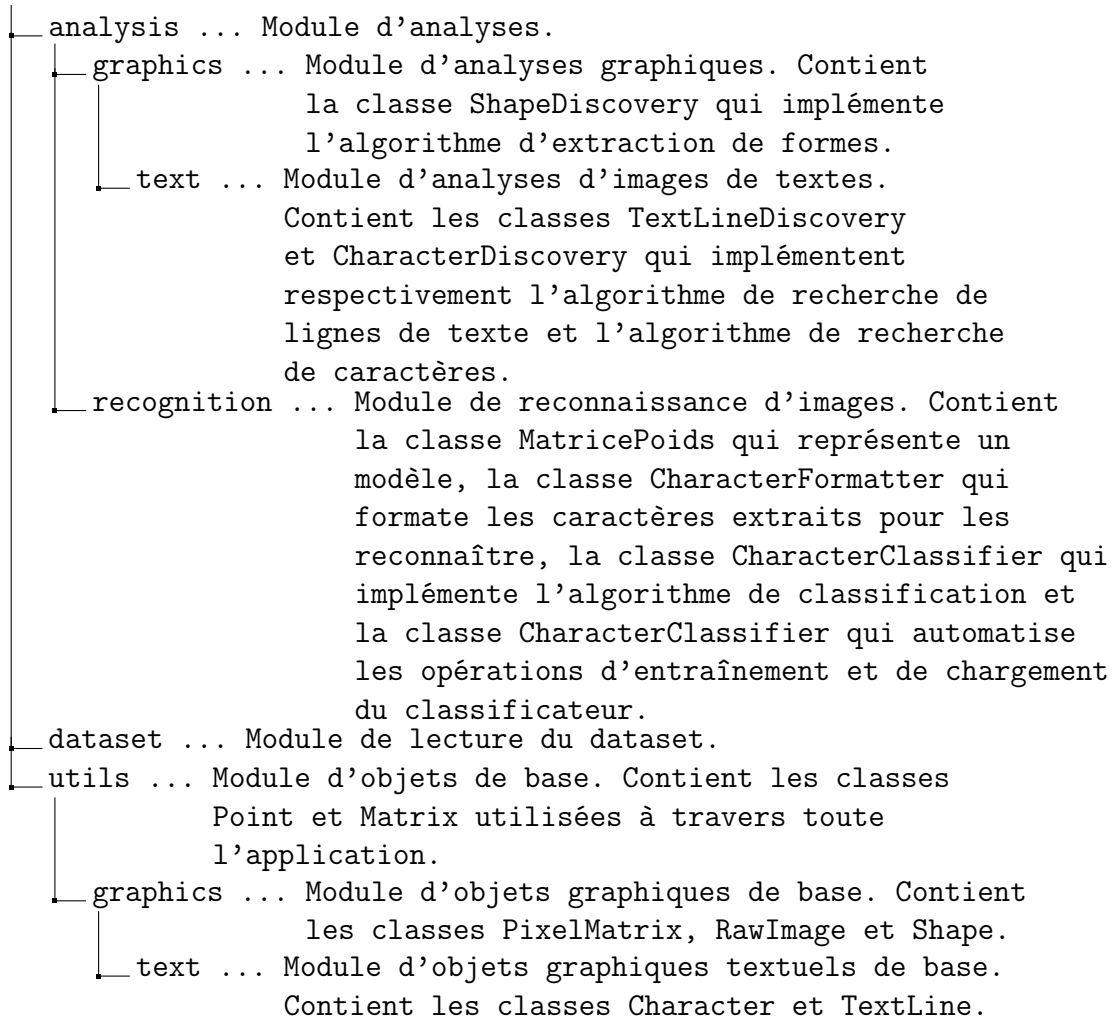 analysis ... Module d'analyses.
graphics ... Module d'analyses graphiques. Contient
la classe ShapeDiscovery qui implémente
l'algorithme d'extraction de formes.
text ... Module d'analyses d'images de textes.
Contient les classes TextLineDiscovery
et CharacterDiscovery qui implémentent
respectivement l'algorithme de recherche de
lignes de texte et l'algorithme de recherche
de caractères.
recognition ... Module de reconnaissance d'images. Contient
la classe MatricePoids qui représente un
modèle, la classe CharacterFormatter qui
formate les caractères extraits pour les
reconnaître, la classe CharacterClassifier qui
implémente l'algorithme de classification et
la classe CharacterClassifier qui automatise
les opérations d'entraînement et de chargement
du classificateur.
dataset ... Module de lecture du dataset.
utils ... Module d'objets de base. Contient les classes
Point et Matrix utilisées à travers toute
l'application.
graphics ... Module d'objets graphiques de base. Contient
les classes PixelMatrix, RawImage et Shape.
text ... Module d'objets graphiques textuels de base.
Contient les classes Character et TextLine.